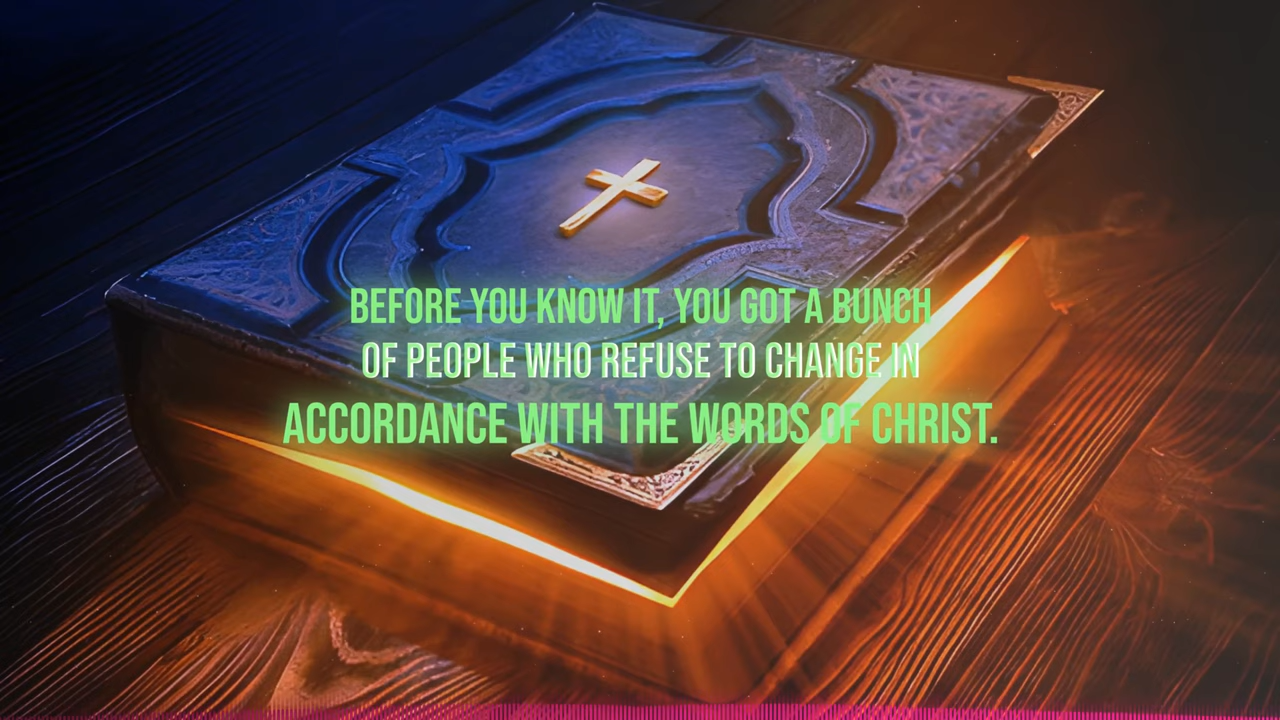 BEFORE YOU KNOW IT, YOU GOT A BUNCH
OF PEOPLE WHO REFUSE TO CHANGE IN
ACCORDANCE WITH THE WORDS OF CHRIST.